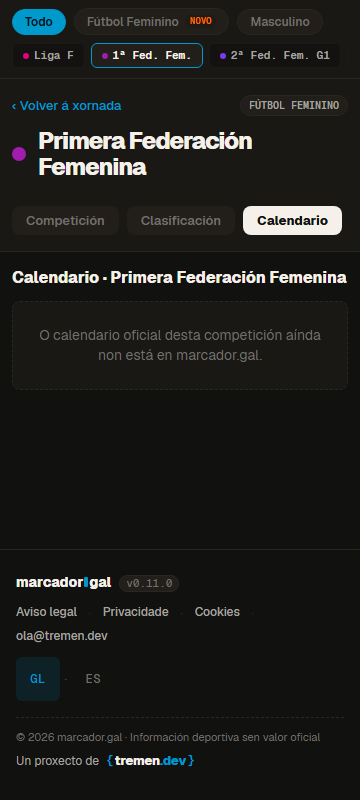 Todo Fútbol Feminino NOVO Masculino
Liga F 1ª Fed. Fem. 2ª Fed. Fem. G1
‹ Volver á xornada FÚTBOL FEMININO
Primera Federación
Femenina
Competición Clasificación Calendario
Calendario · Primera Federación Femenina
O calendario oficial desta competición aínda
non está en marcador.gal.
marcador gal v0.11.0
Aviso legal · Privacidade · Cookies ·
ola@tremen.dev
GL · ES
© 2026 marcador.gal · Información deportiva sen valor oficial
Un proxecto de {tremen.dev}